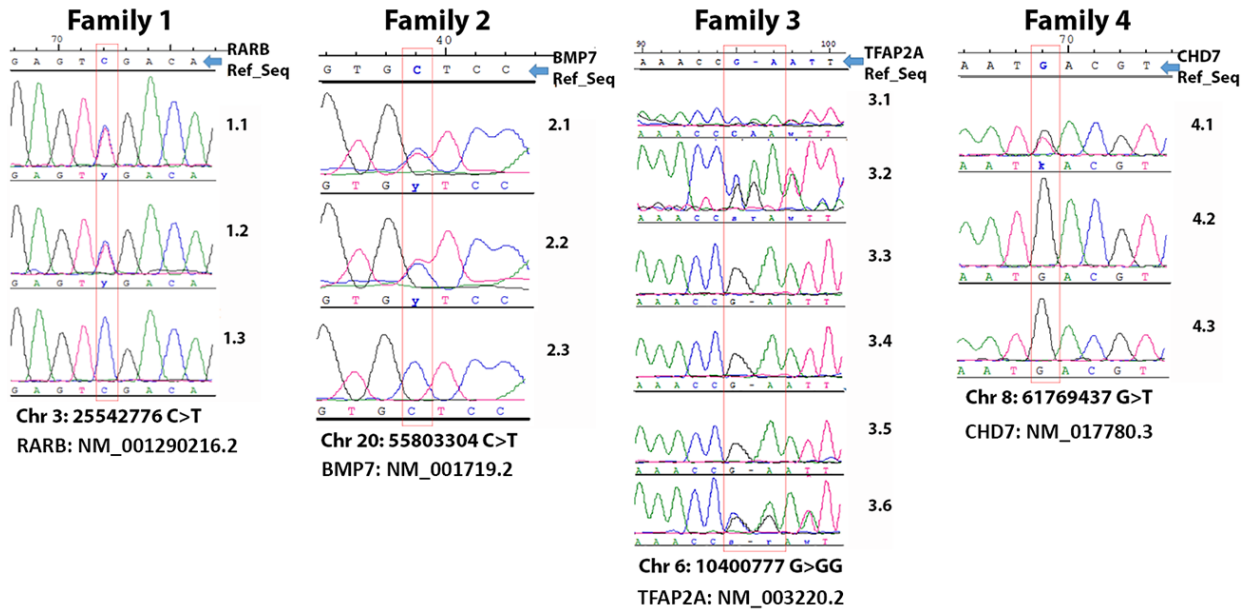 Family 1
70
G A G T C G A C A
RARB
Ref_Seq
1.1
G A G T y G A C A
1.2
G A G T y G A C A
1.3
G A G T C G A C A
Chr 3: 25542776 C>T
RARB: NM_001290216.2
Family 2
40
G T G C T C C
BMP7
Ref_Seq
2.1
G T G y T C C
2.2
G T G y T C C
2.3
G T G C T C C
Chr 20: 55803304 C>T
BMP7: NM_001719.2
Family 3
90 100
A A A C C G - A A T T
TFAP2A
Ref_Seq
3.1
A A A C C C A A w T T
3.2
A A A C C s r A w T T
3.3
A A A C C G - A A T T
3.4
A A A C C G - A A T T
3.5
A A A C C G - A A T T
3.6
A A A C C s - r A w T
Chr 6: 10400777 G>GG
TFAP2A: NM_003220.2
Family 4
70
A A T G A C G T
CHD7
Ref_Seq
4.1
A A T k A C G T
4.2
A A T G A C G T
4.3
A A T G A C G T
Chr 8: 61769437 G>T
CHD7: NM_017780.3